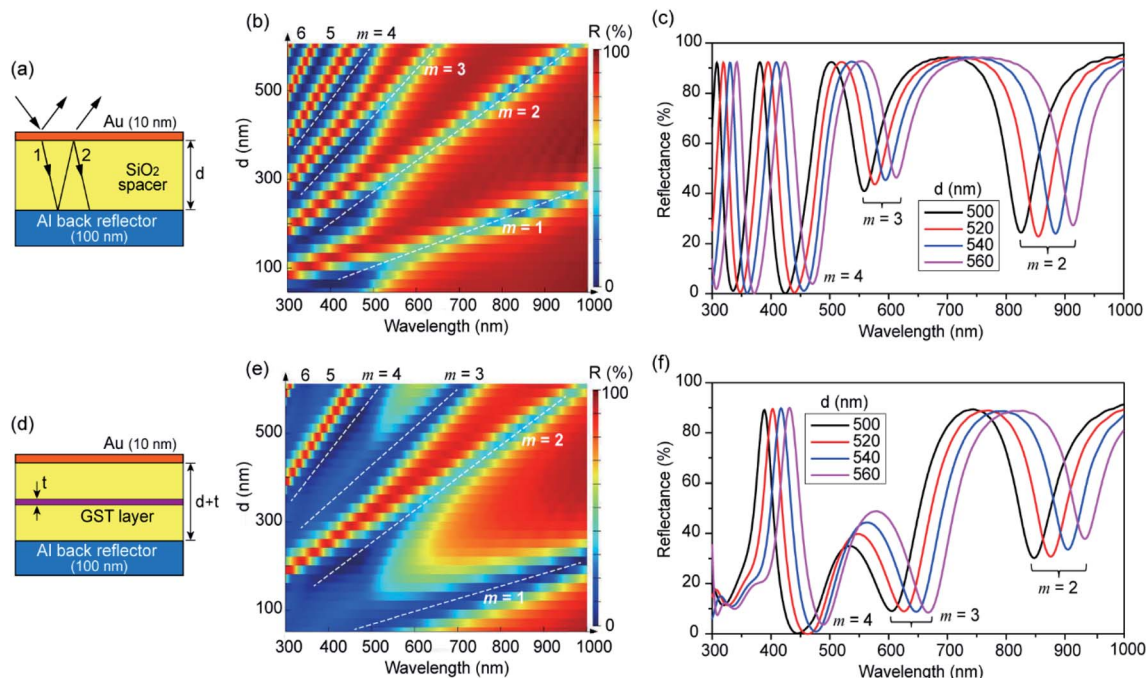 (a)
Au (10 nm)
1
2
SiO2
spacer
d
Al back reflector
(100 nm)
(b)
6 5 m = 4
R (%)
100
0
m = 3
m = 2
m = 1
d (nm)
500
300
100
300 400 500 600 700 800 900 1000
Wavelength (nm)
(c)
100
80
60
40
20
0
Reflectance (%)
d (nm)
500
520
540
560
m = 4
m = 3
m = 2
300 400 500 600 700 800 900 1000
Wavelength (nm)
(d)
Au (10 nm)
t
GST layer
d+t
Al back reflector
(100 nm)
(e)
6 5 m = 4 m = 3
R (%)
100
0
m = 2
m = 1
d (nm)
500
300
100
300 400 500 600 700 800 900 1000
Wavelength (nm)
(f)
100
80
60
40
20
0
Reflectance (%)
d (nm)
500
520
540
560
m = 4
m = 3
m = 2
300 400 500 600 700 800 900 1000
Wavelength (nm)